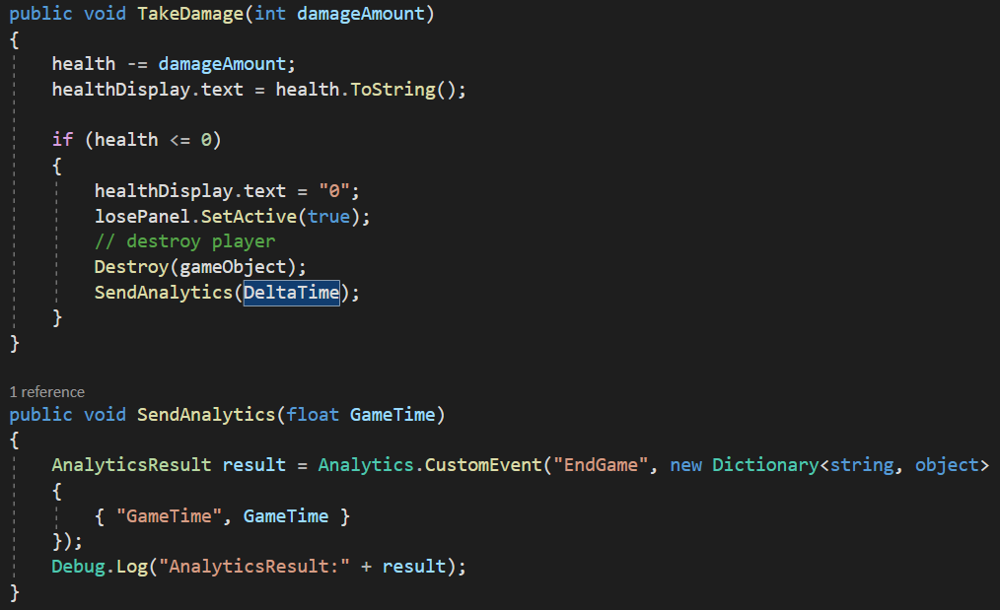 public void TakeDamage(int damageAmount)
{
health -= damageAmount;
healthDisplay.text = health.ToString();
if (health <= 0)
{
healthDisplay.text = "0";
losePanel.SetActive(true);
// destroy player
Destroy(gameObject);
SendAnalytics(DeltaTime);
}
}
1 reference
public void SendAnalytics(float GameTime)
{
AnalyticsResult result = Analytics.CustomEvent("EndGame", new Dictionary<string, object>
{
{ "GameTime", GameTime }
});
Debug.Log("AnalyticsResult:" + result);
}